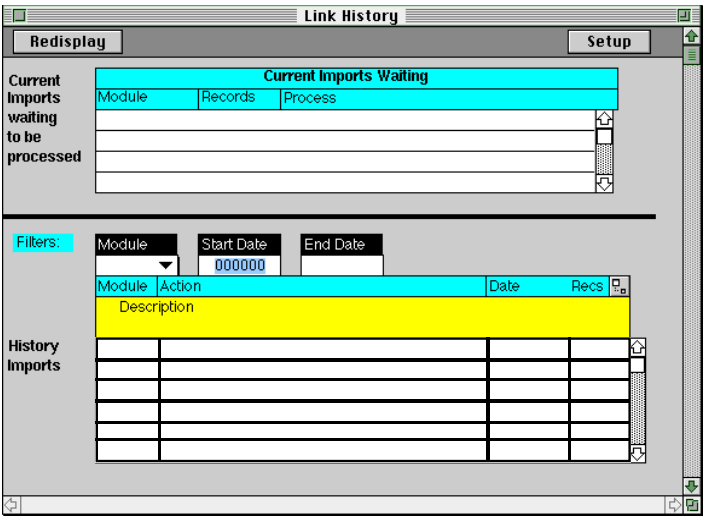 Link History
Redisplay
Setup
Current
Imports
waiting
to be
processed
Current Imports Waiting
Module Records Process
Filters:
Module Start Date End Date
000000
Module Action Date Recs
Description
History
Imports